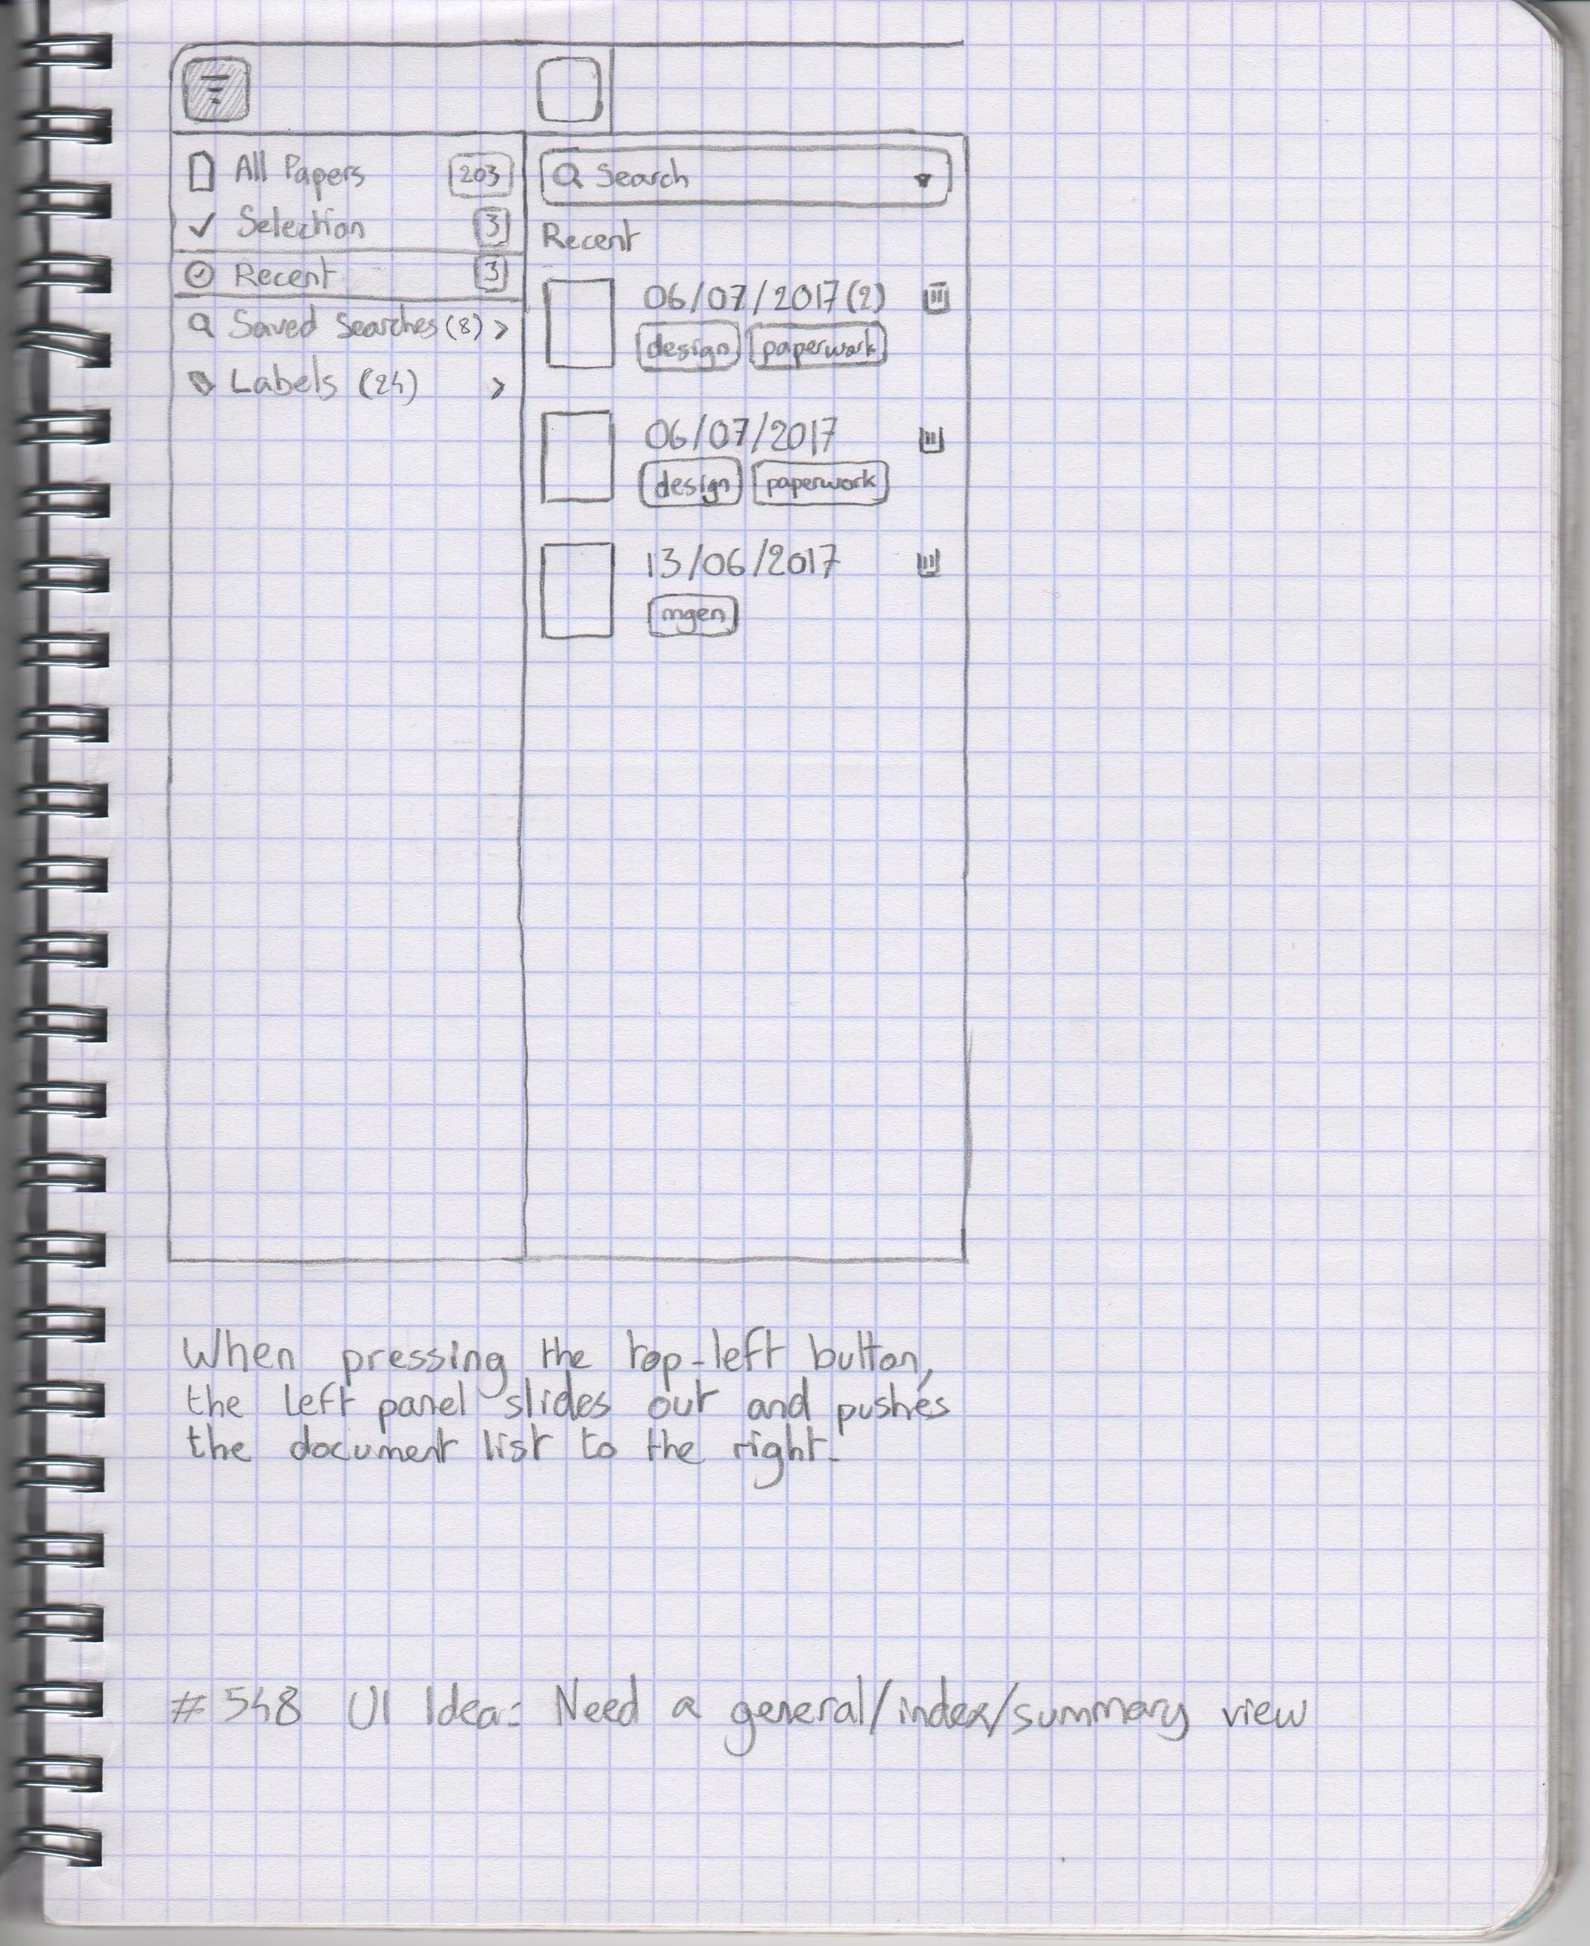 All Papers 203
Selection 3
Recent 3
Saved Searches (8) >
Labels (24) >
Search
Recent
06/07/2017 (2)
design paperwork
06/07/2017
design paperwork
13/06/2017
mgen
When pressing the top-left button,
the left panel slides out and pushes
the document list to the right.
#548 UI Idea: Need a general/index/summary view